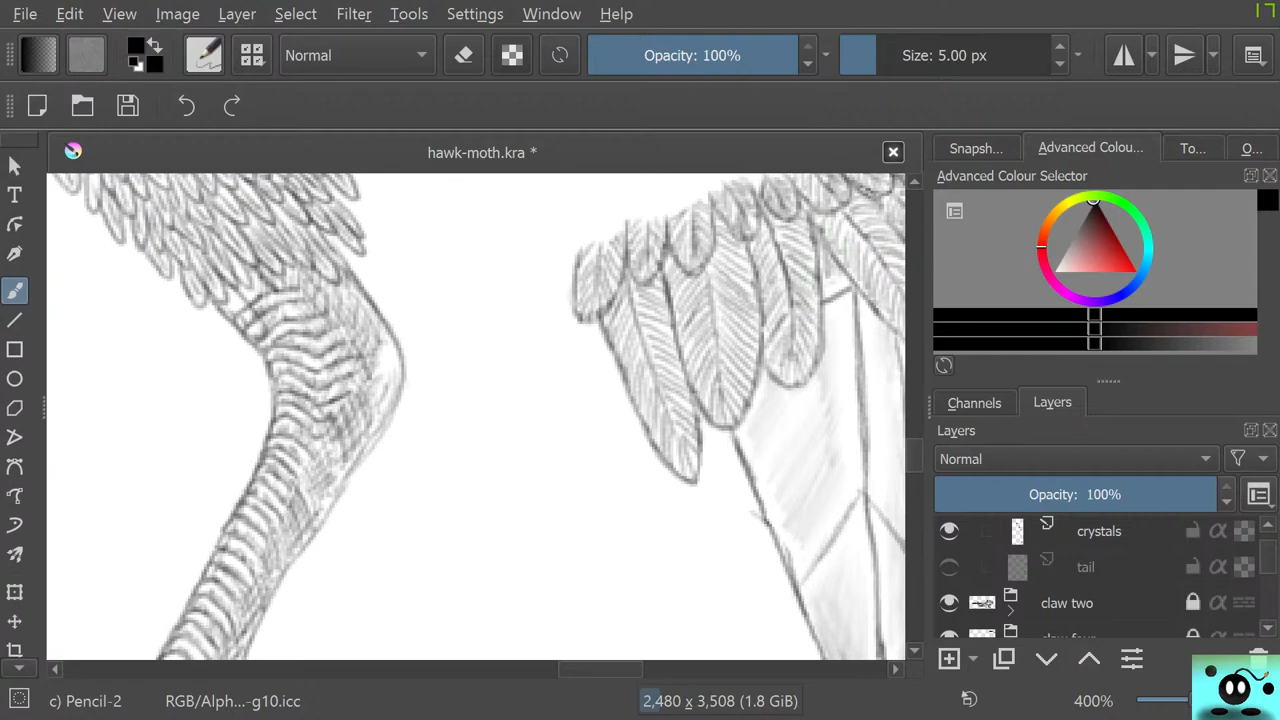 File Edit View Image Layer Select Filter Tools Settings Window Help
Normal Opacity: 100% Size: 5.00 px
hawk-moth.kra *
Snapsh... Advanced Colou... To... O...
Advanced Colour Selector
Channels Layers
Layers
Normal
Opacity: 100%
crystals
tail
claw two
claw four
c) Pencil-2 RGB/Alph...-g10.icc 2,480 x 3,508 (1.8 GiB) 400%